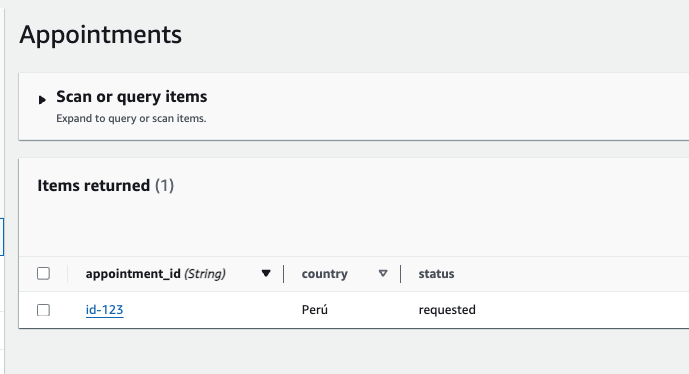 Appointments
Scan or query items
Expand to query or scan items.
Items returned (1)
appointment_id (String) country status
id-123 Perú requested